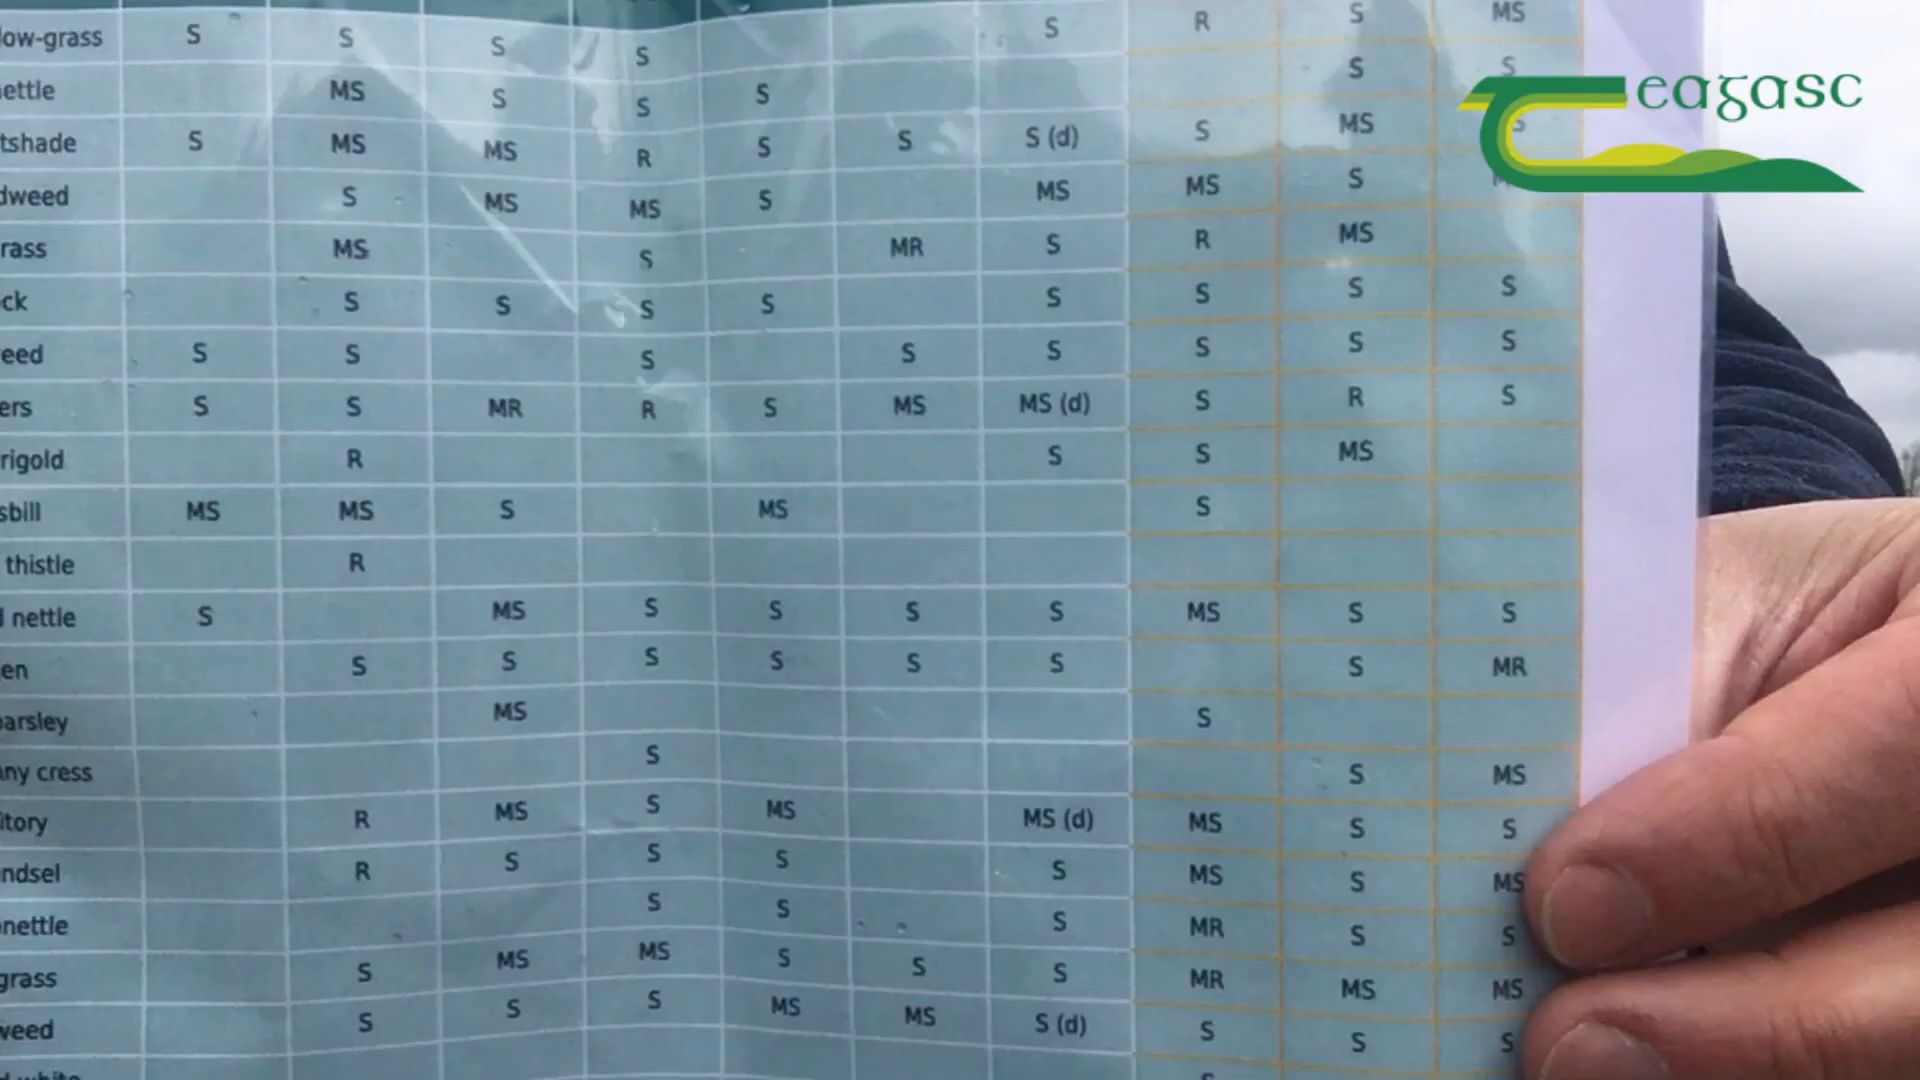 low-grass S S S S S R S MS
ettle MS S S S S S
tshade S MS MS R S S S (d) S MS S
dweed S MS MS S MS MS S
rass MS S MR S R MS
ck S S S S S S S S
eed S S S S S S S S
ers S S MR R S MS MS (d) S R S
rigold R S S MS
sbill MS MS S MS S
thistle R
nettle S MS S S S S MS S S
en S S S S S S S MR
parsley MS S
nny cress S S MS
itory R MS S MS MS (d) MS S S
ndsel R S S S S MS S MS
nettle S S S MR S S
grass S MS MS S S S MR MS MS
weed S S S MS MS S (d) S S S
eagasc